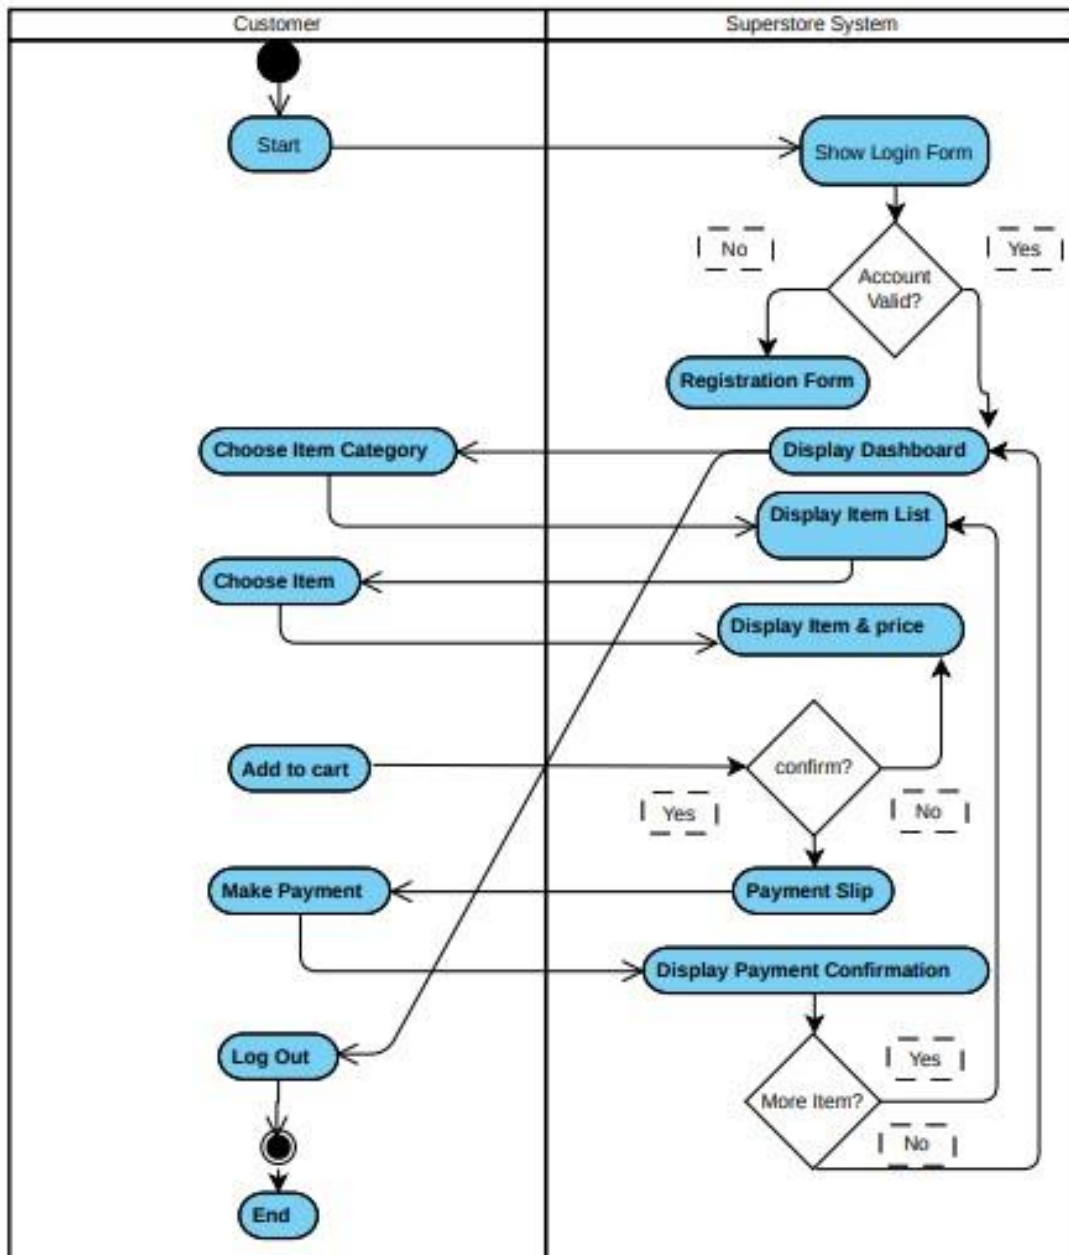 Customer
Superstore System
Start
Show Login Form
No
Yes
Account
Valid?
Registration Form
Choose Item Category
Display Dashboard
Display Item List
Choose Item
Display Item & price
Add to cart
confirm?
Yes
No
Make Payment
Payment Slip
Display Payment Confirmation
Log Out
Yes
More Item?
No
End